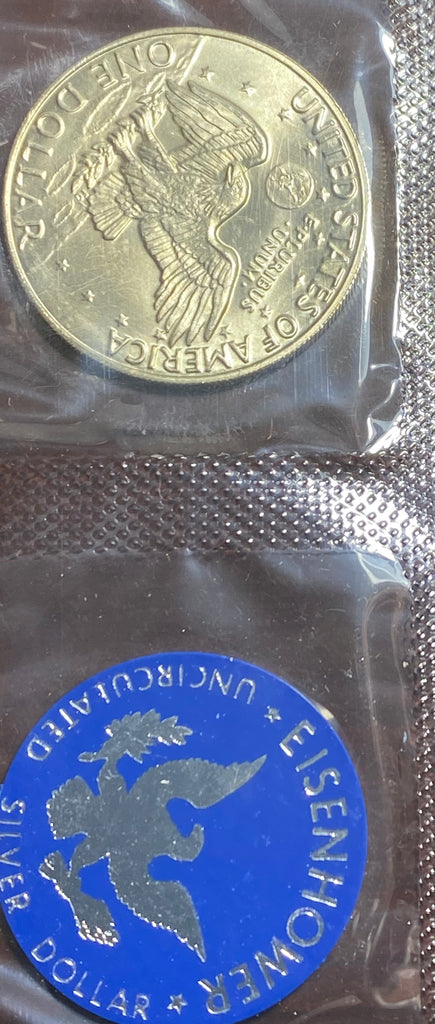 UNITED STATES OF AMERICA
E PLURIBUS
UNUM
ONE DOLLAR
EISENHOWER
★ UNCIRCULATED
SILVER DOLLAR ★